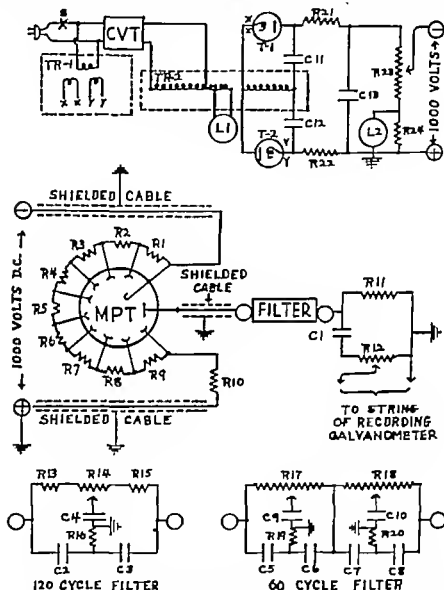 S
CVT
TR-1
X X Y Y
TR-2
L1
X
T-1
R21
C11
C12
C13
R23
L2
R24
T-2
Y Y
R22
1000 VOLTS
SHIELDED CABLE
1000 VOLTS D.C.
R1
R2
R3
R4
R5
R6
R7
R8
R9
R10
MPT
SHIELDED
CABLE
FILTER
R11
C1
R12
TO STRING
OF RECORDING
GALVANOMETER
SHIELDED CABLE
R13 R14 R15
C4
R16
C2 C3
120 CYCLE FILTER
R17 R18
C9 C10
R19 R20
C5 C6 C7 C8
60 CYCLE FILTER